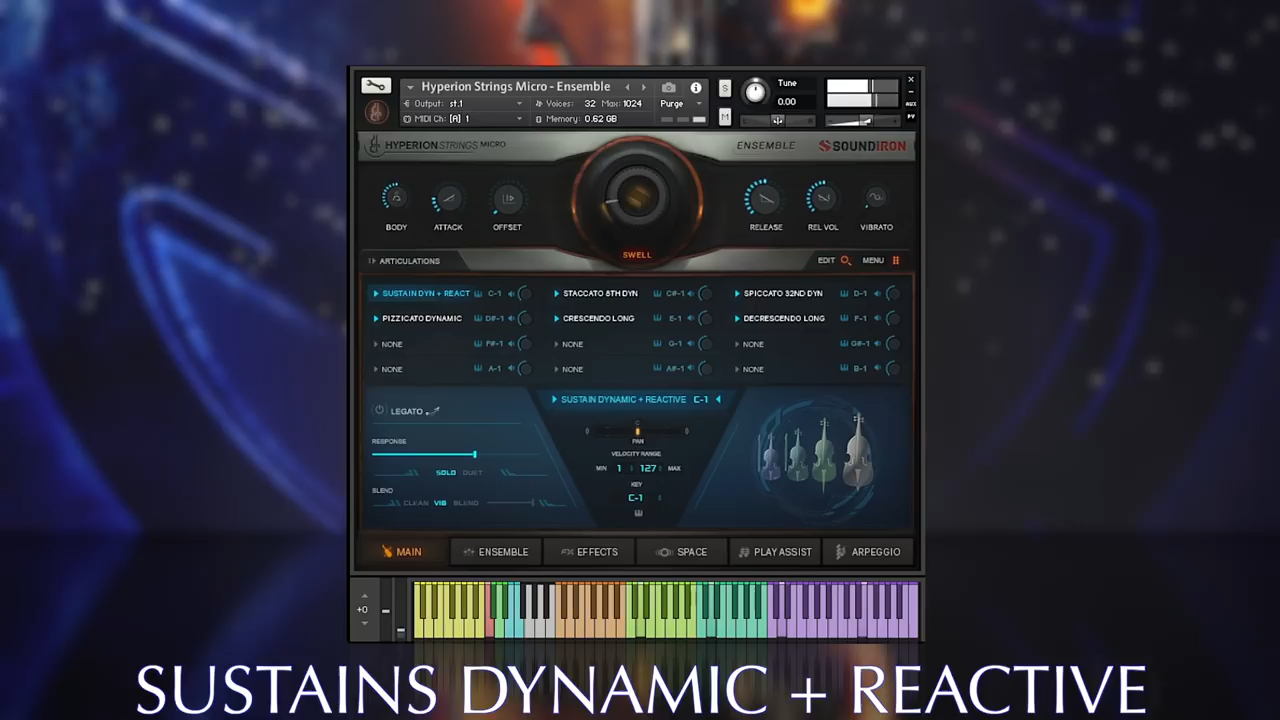 Hyperion Strings Micro - Ensemble
Output: st.1 Voices: 32 Max: 1024 Purge
MIDI Ch: [A] 1 Memory: 0.62 GB
S
M
Tune
0.00
AUX
PV
HYPERION STRINGS MICRO
ENSEMBLE SOUNDIRON
BODY ATTACK OFFSET
SWELL
RELEASE REL VOL VIBRATO
ARTICULATIONS
EDIT MENU
SUSTAIN DYN + REACT C-1 STACCATO 8TH DYN C#-1 SPICCATO 32ND DYN D-1
PIZZICATO DYNAMIC D#-1 CRESCENDO LONG E-1 DECRESCENDO LONG F-1
NONE F#-1 NONE G-1 NONE G#-1
NONE A-1 NONE A#-1 NONE B-1
SUSTAIN DYNAMIC + REACTIVE C-1
LEGATO
RESPONSE
SOLO DUET
BLEND
CLEAN VIB BLEND
C
PAN
VELOCITY RANGE
MIN 1 127 MAX
KEY
C-1
MAIN ENSEMBLE FX EFFECTS SPACE PLAY ASSIST ARPEGGIO
+0
SUSTAINS DYNAMIC + REACTIVE